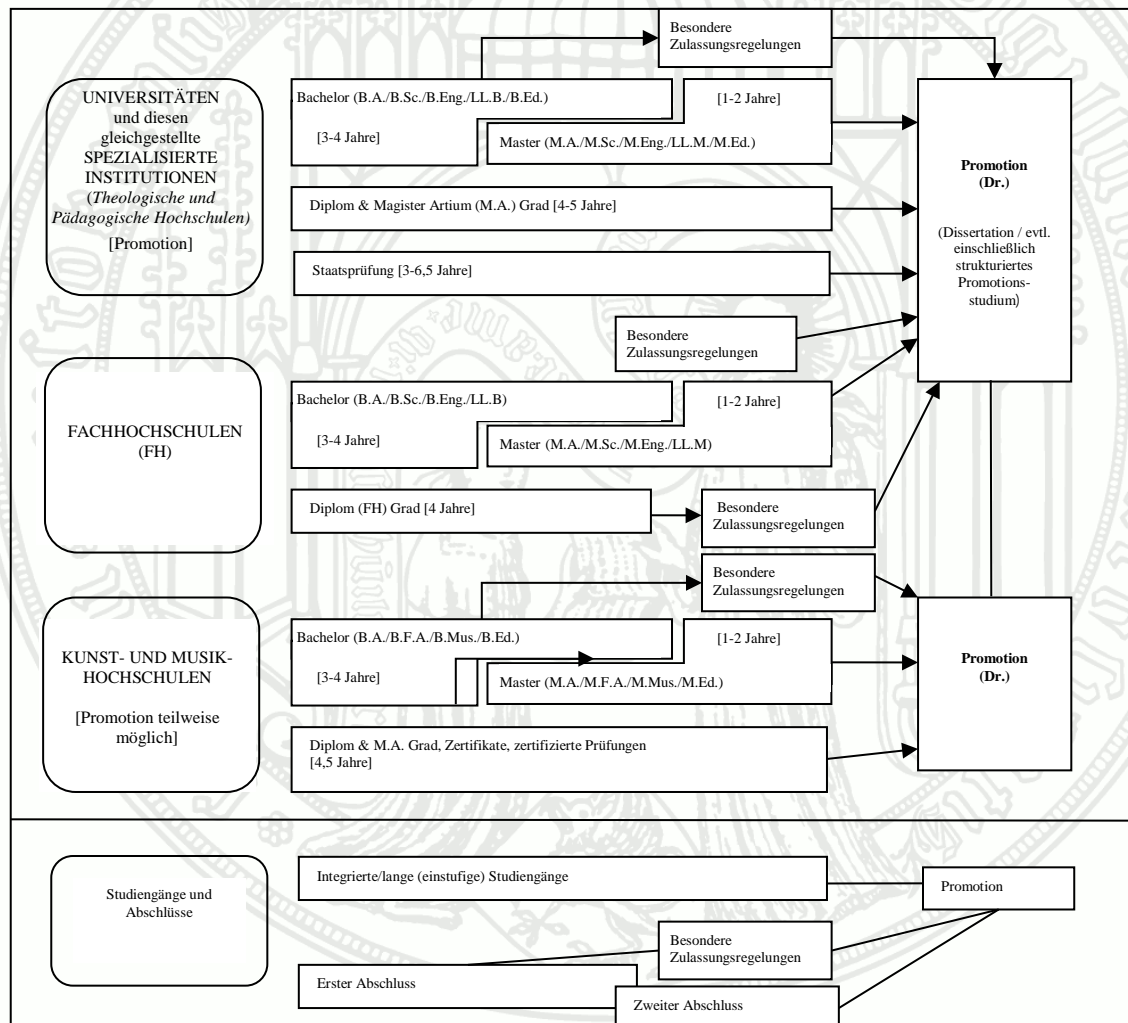 Besondere
Zulassungsregelungen
UNIVERSITÄTEN
und diesen
gleichgestellte
SPEZIALISIERTE
INSTITUTIONEN
(Theologische und
Pädagogische Hochschulen)
[Promotion]
Bachelor (B.A./B.Sc./B.Eng./LL.B./B.Ed.)
[3-4 Jahre]
[1-2 Jahre]
Master (M.A./M.Sc./M.Eng./LL.M./M.Ed.)
Diplom & Magister Artium (M.A.) Grad [4-5 Jahre]
Staatsprüfung [3-6,5 Jahre]
Promotion
(Dr.)
(Dissertation / evtl.
einschließlich
strukturiertes
Promotions-
studium)
Besondere
Zulassungsregelungen
FACHHOCHSCHULEN
(FH)
Bachelor (B.A./B.Sc./B.Eng./LL.B)
[3-4 Jahre]
[1-2 Jahre]
Master (M.A./M.Sc./M.Eng./LL.M)
Diplom (FH) Grad [4 Jahre]
Besondere
Zulassungsregelungen
Besondere
Zulassungsregelungen
KUNST- UND MUSIK-
HOCHSCHULEN
[Promotion teilweise
möglich]
Bachelor (B.A./B.F.A./B.Mus./B.Ed.)
[3-4 Jahre]
[1-2 Jahre]
Master (M.A./M.F.A./M.Mus./M.Ed.)
Diplom & M.A. Grad, Zertifikate, zertifizierte Prüfungen
[4,5 Jahre]
Promotion
(Dr.)
Studiengänge und
Abschlüsse
Integrierte/lange (einstufige) Studiengänge
Promotion
Besondere
Zulassungsregelungen
Erster Abschluss
Zweiter Abschluss